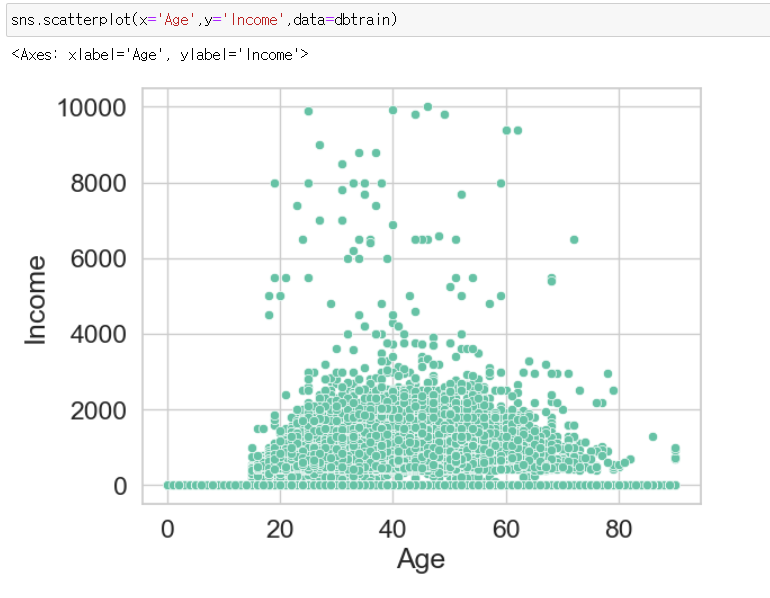 sns.scatterplot(x='Age',y='Income',data=dbtrain)
<Axes: xlabel='Age', ylabel='Income'>
10000
8000
6000
4000
2000
0
Income
0 20 40 60 80
Age